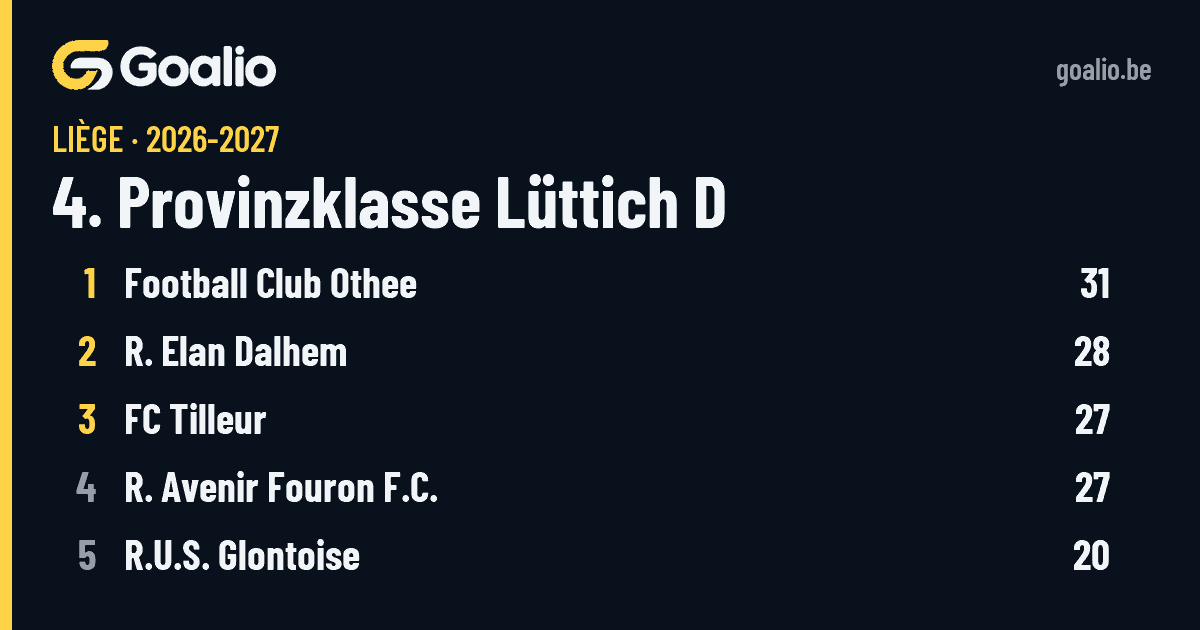 Goalio
goalio.be
LIÈGE · 2026-2027
4. Provinzklasse Lüttich D
1 Football Club Othee 31
2 R. Elan Dalhem 28
3 FC Tilleur 27
4 R. Avenir Fouron F.C. 27
5 R.U.S. Glontoise 20